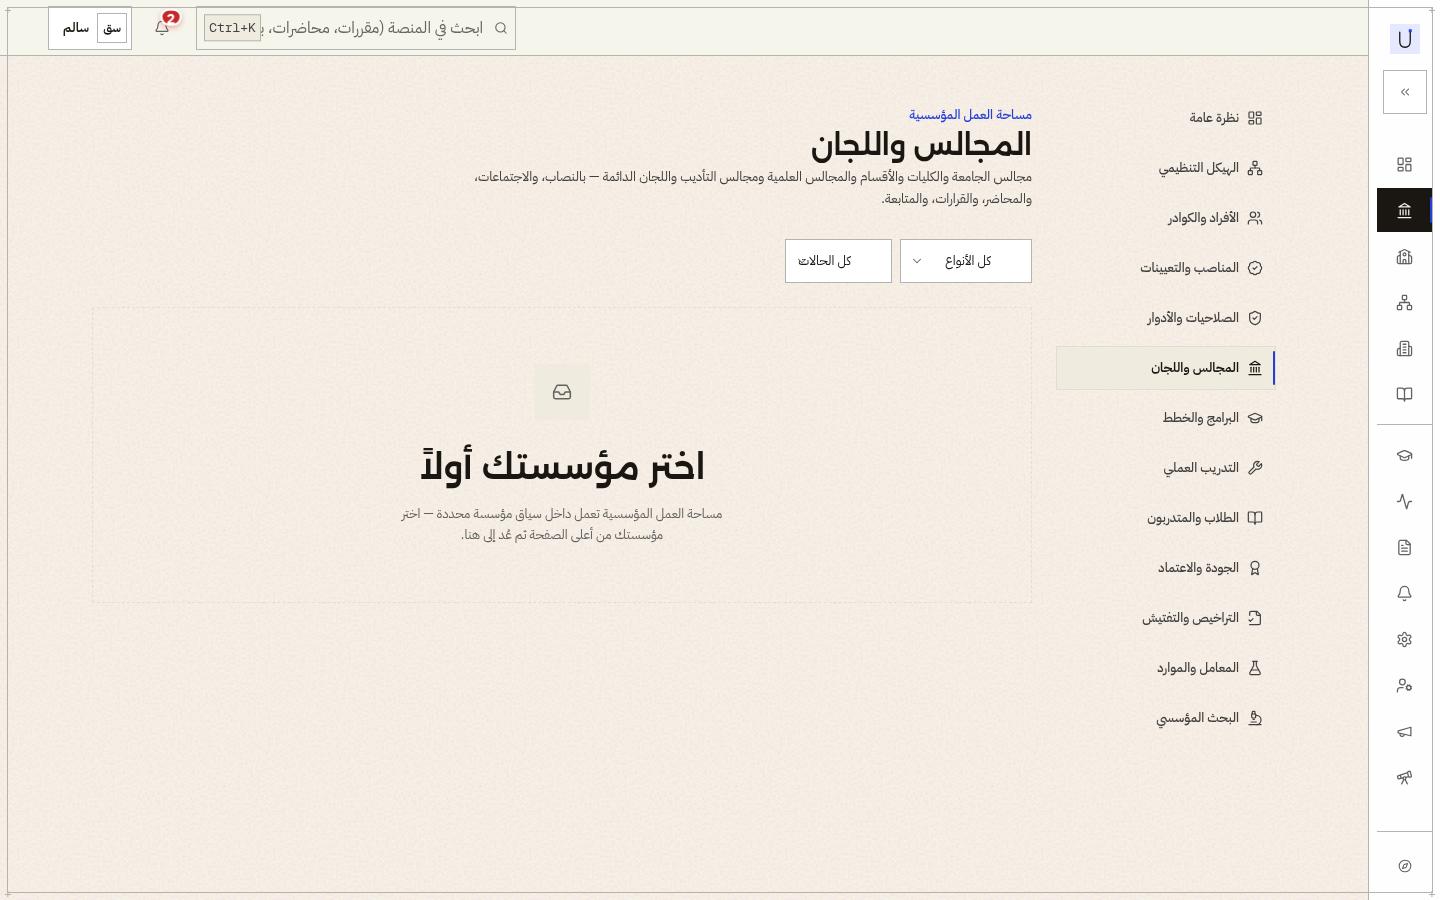 ابحث في المنصة (مقررات، محاضرات، ب
Ctrl+K
2
سق
سالم
نظرة عامة
الهيكل التنظيمي
الأفراد والكوادر
المناصب والتعيينات
الصلاحيات والأدوار
المجالس واللجان
البرامج والخطط
التدريب العملي
الطلاب والمتدربون
الجودة والاعتماد
التراخيص والتفتيش
المعامل والموارد
البحث المؤسسي
مساحة العمل المؤسسية
المجالس واللجان
مجالس الجامعة والكليات والأقسام والمجالس العلمية ومجالس التأديب واللجان الدائمة — بالنصاب، والاجتماعات،
والمحاضر، والقرارات، والمتابعة.
كل الأنواع
كل الحالات
اختر مؤسستك أولاً
مساحة العمل المؤسسية تعمل داخل سياق مؤسسة محددة — اختر
مؤسستك من أعلى الصفحة ثم عُد إلى هنا.